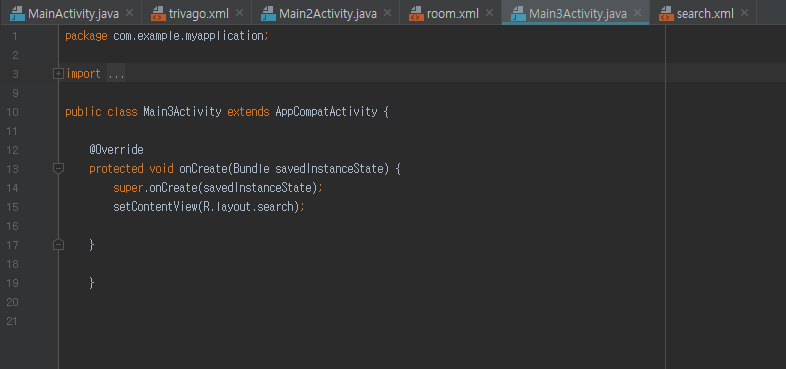 MainActivity.java trivago.xml Main2Activity.java room.xml Main3Activity.java search.xml
1 package com.example.myapplication;
2
3 import ...
9
10 public class Main3Activity extends AppCompatActivity {
11
12 @Override
13 protected void onCreate(Bundle savedInstanceState) {
14 super.onCreate(savedInstanceState);
15 setContentView(R.layout.search);
16
17 }
18
19 }
20
21